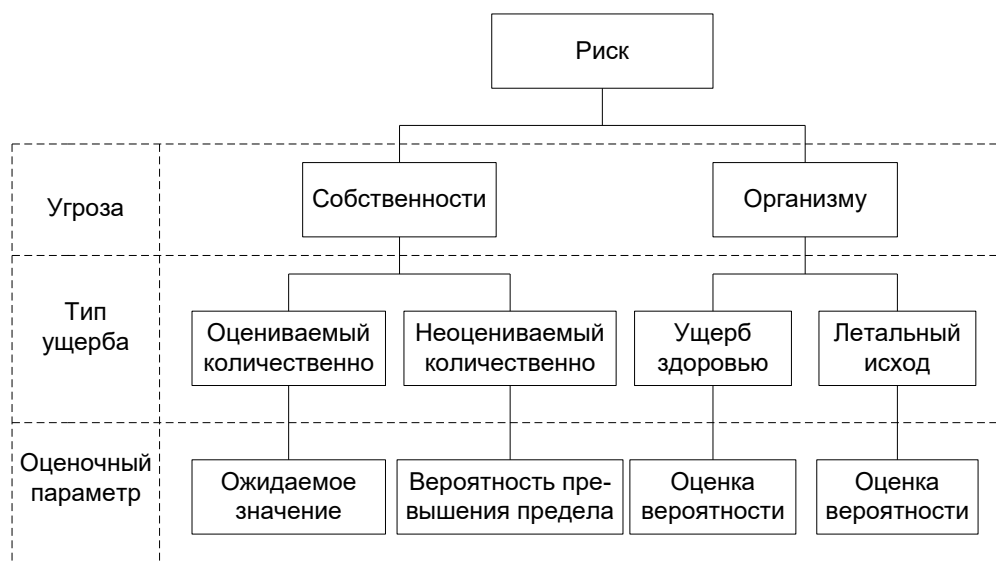 Риск
Угроза
Собственности
Организму
Тип
ущерба
Оцениваемый
количественно
Неоцениваемый
количественно
Ущерб
здоровью
Летальный
исход
Оценочный
параметр
Ожидаемое
значение
Вероятность пре-
вышения предела
Оценка
вероятности
Оценка
вероятности